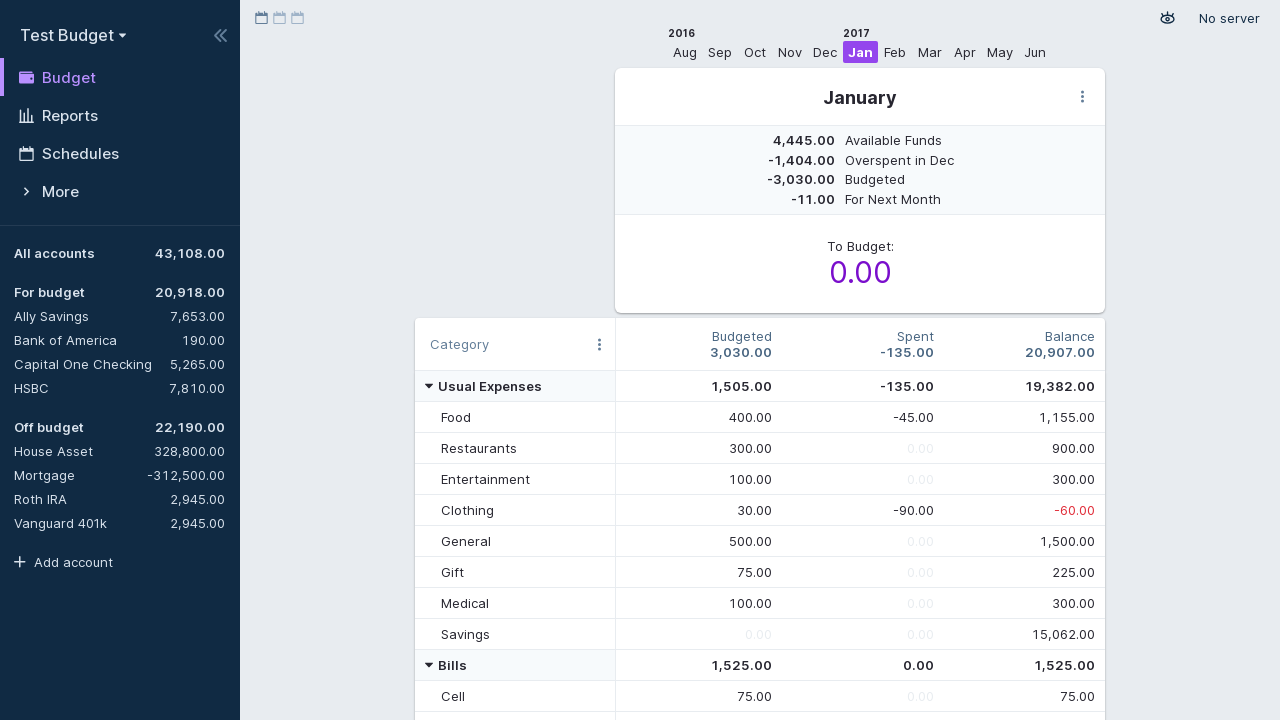 Test Budget
Budget
Reports
Schedules
More
All accounts 43,108.00
For budget 20,918.00
Ally Savings 7,653.00
Bank of America 190.00
Capital One Checking 5,265.00
HSBC 7,810.00
Off budget 22,190.00
House Asset 328,800.00
Mortgage -312,500.00
Roth IRA 2,945.00
Vanguard 401k 2,945.00
Add account
No server
2016 2017
Aug Sep Oct Nov Dec Jan Feb Mar Apr May Jun
January
4,445.00 Available Funds
-1,404.00 Overspent in Dec
-3,030.00 Budgeted
-11.00 For Next Month
To Budget:
0.00
Category
Budgeted Spent Balance
3,030.00 -135.00 20,907.00
Usual Expenses 1,505.00 -135.00 19,382.00
Food 400.00 -45.00 1,155.00
Restaurants 300.00 0.00 900.00
Entertainment 100.00 0.00 300.00
Clothing 30.00 -90.00 -60.00
General 500.00 0.00 1,500.00
Gift 75.00 0.00 225.00
Medical 100.00 0.00 300.00
Savings 0.00 0.00 15,062.00
Bills 1,525.00 0.00 1,525.00
Cell 75.00 0.00 75.00